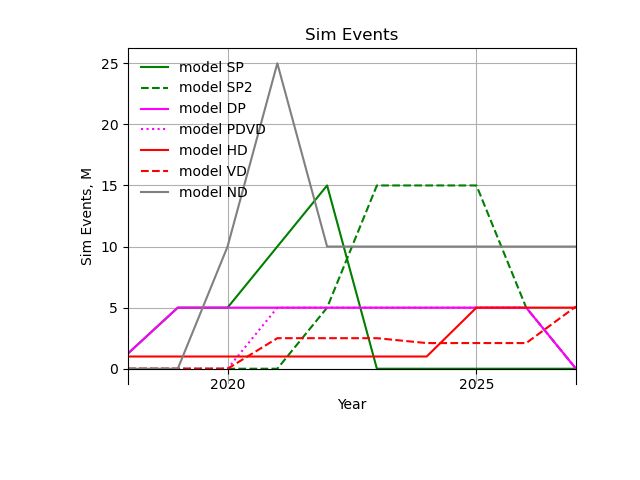 Sim Events
25
20
15
10
5
0
Sim Events, M
model SP
model SP2
model DP
model PDVD
model HD
model VD
model ND
2020
2025
Year